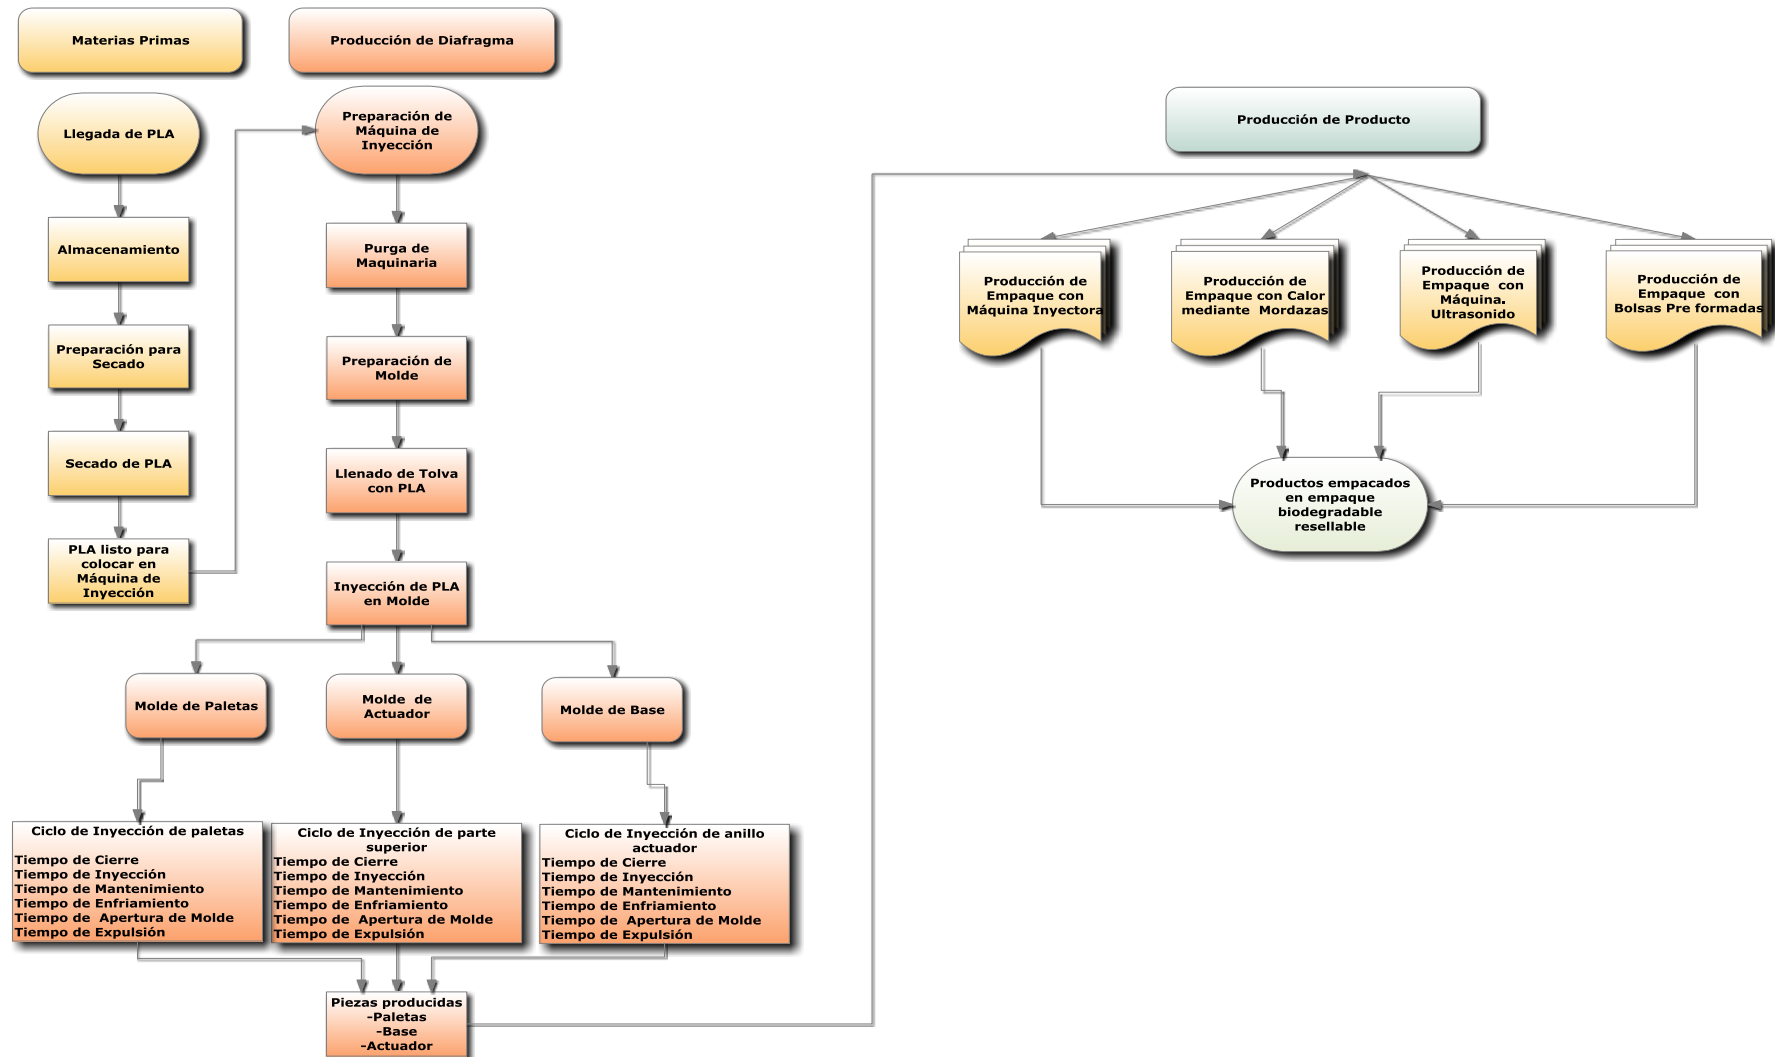 Materias Primas
Llegada de PLA
Almacenamiento
Preparación para
Secado
Secado de PLA
PLA listo para
colocar en
Máquina de
Inyección
Producción de Diafragma
Preparación de
Máquina de
Inyección
Purga de
Maquinaria
Preparación de
Molde
Llenado de Tolva
con PLA
Inyección de PLA
en Molde
Molde de Paletas
Molde  de
Actuador
Molde de Base
Ciclo de Inyección de paletas
Tiempo de Cierre
Tiempo de Inyección
Tiempo de Mantenimiento
Tiempo de Enfriamiento
Tiempo de  Apertura de Molde
Tiempo de Expulsión
Ciclo de Inyección de parte
superior
Tiempo de Cierre
Tiempo de Inyección
Tiempo de Mantenimiento
Tiempo de Enfriamiento
Tiempo de  Apertura de Molde
Tiempo de Expulsión
Ciclo de Inyección de anillo
actuador
Tiempo de Cierre
Tiempo de Inyección
Tiempo de Mantenimiento
Tiempo de Enfriamiento
Tiempo de  Apertura de Molde
Tiempo de Expulsión
Piezas producidas
-Paletas
-Base
-Actuador
Producción de Producto
Producción de
Empaque con
Máquina Inyectora
Producción de
Empaque con Calor
mediante  Mordazas
Producción de
Empaque  con
Máquina.
Ultrasonido
Producción de
Empaque  con
Bolsas Pre formadas
Productos empacados
en empaque
biodegradable
resellable